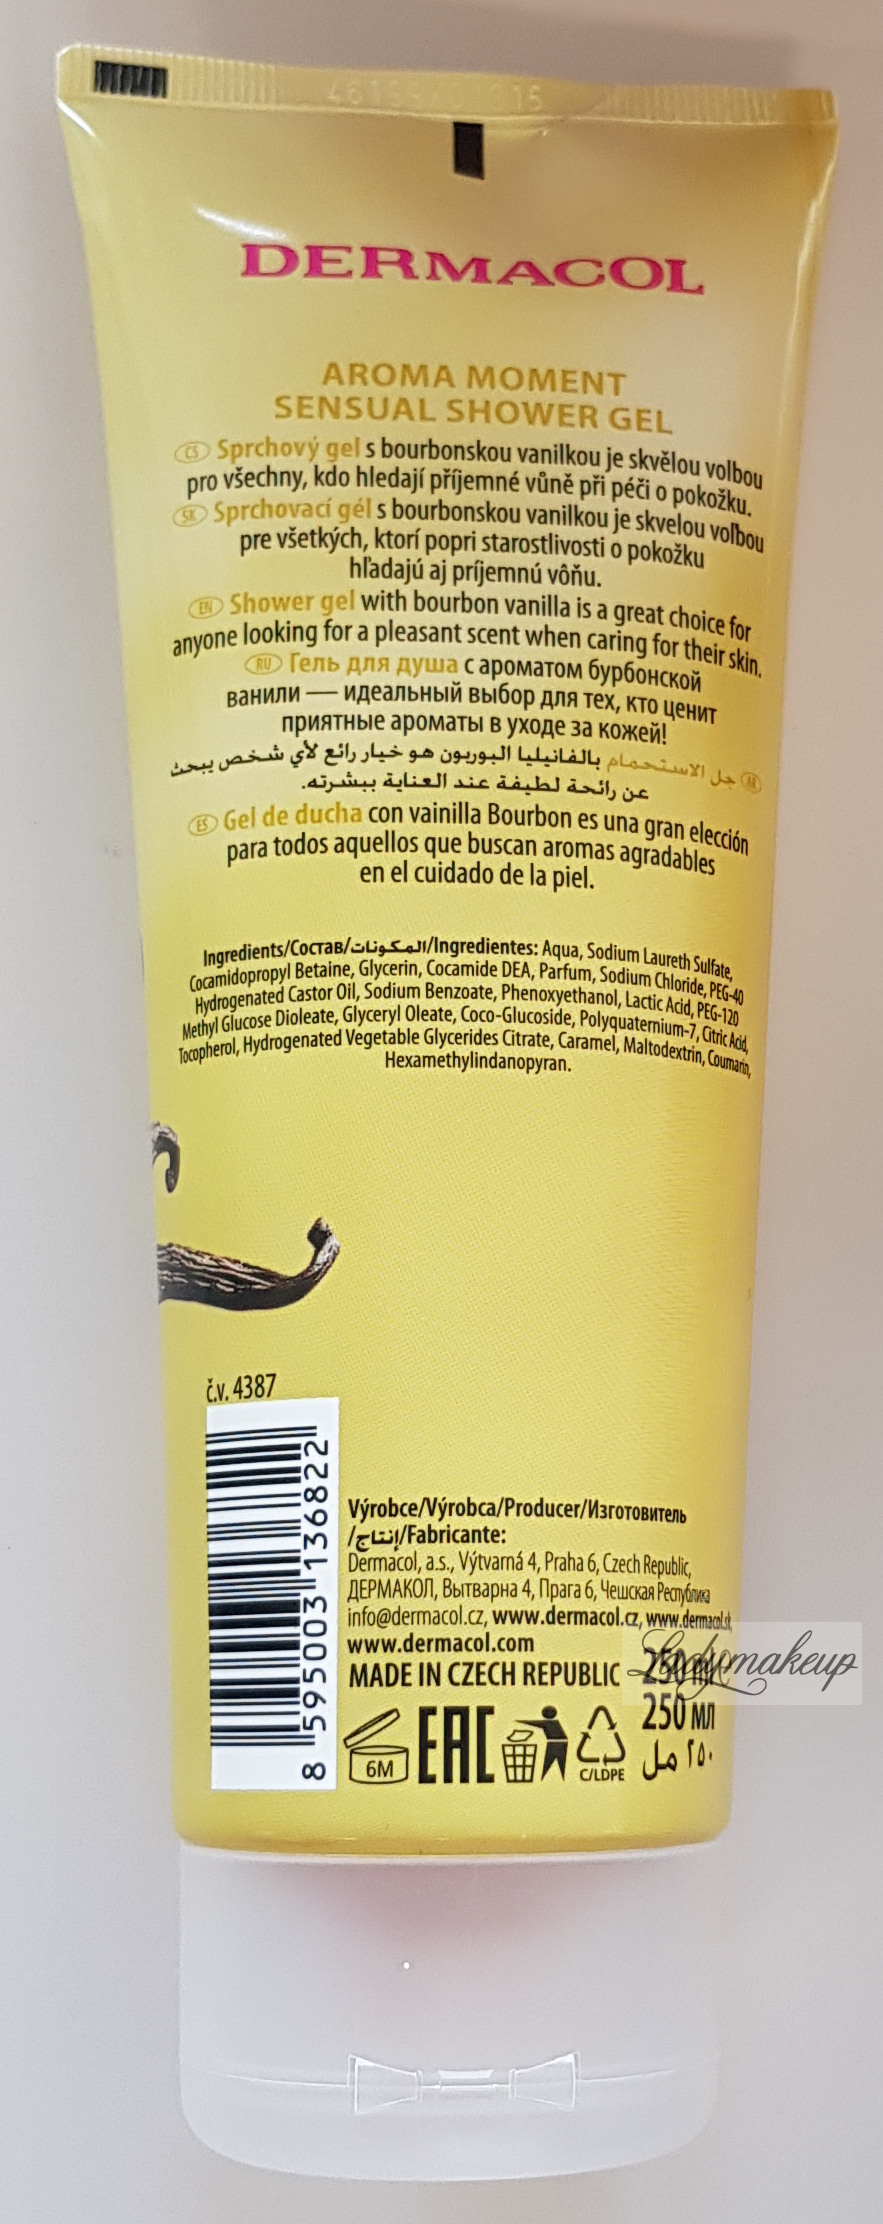 DERMACOL
AROMA MOMENT
SENSUAL SHOWER GEL
CS Sprchový gel s bourbonskou vanilkou je skvělou volbou
pro všechny, kdo hledají příjemné vůně při péči o pokožku.
SK Sprchovací gél s bourbonskou vanilkou je skvelou voľbou
pre všetkých, ktorí popri starostlivosti o pokožku
hľadajú aj príjemnú vôňu.
EN Shower gel with bourbon vanilla is a great choice for
anyone looking for a pleasant scent when caring for their skin.
RU Гель для душа с ароматом бурбонской
ванили — идеальный выбор для тех, кто ценит
приятные ароматы в уходе за кожей!
AR جل الاستحمام بالفانيليا البوربون هو خيار رائع لأي شخص يبحث
عن رائحة لطيفة عند العناية ببشرته.
ES Gel de ducha con vainilla Bourbon es una gran elección
para todos aquellos que buscan aromas agradables
en el cuidado de la piel.
Ingredients/Состав/المكونات/Ingredientes: Aqua, Sodium Laureth Sulfate,
Cocamidopropyl Betaine, Glycerin, Cocamide DEA, Parfum, Sodium Chloride, PEG-40
Hydrogenated Castor Oil, Sodium Benzoate, Phenoxyethanol, Lactic Acid, PEG-120
Methyl Glucose Dioleate, Glyceryl Oleate, Coco-Glucoside, Polyquaternium-7, Citric Acid,
Tocopherol, Hydrogenated Vegetable Glycerides Citrate, Caramel, Maltodextrin, Coumarin,
Hexamethylindanopyran.
č.v. 4387
8 595003 136822
Výrobce/Výrobca/Producer/Изготовитель
/إنتاج/Fabricante:
Dermacol, a.s., Výtvarná 4, Praha 6, Czech Republic,
ДЕРМАКОЛ, Вытварна 4, Прага 6, Чешская Республика
info@dermacol.cz, www.dermacol.cz, www.dermacol.sk,
www.dermacol.com
MADE IN CZECH REPUBLIC 250 ml
Ladymakeup
250 мл
٢٥٠ مل
6M
EAC
C/LDPE